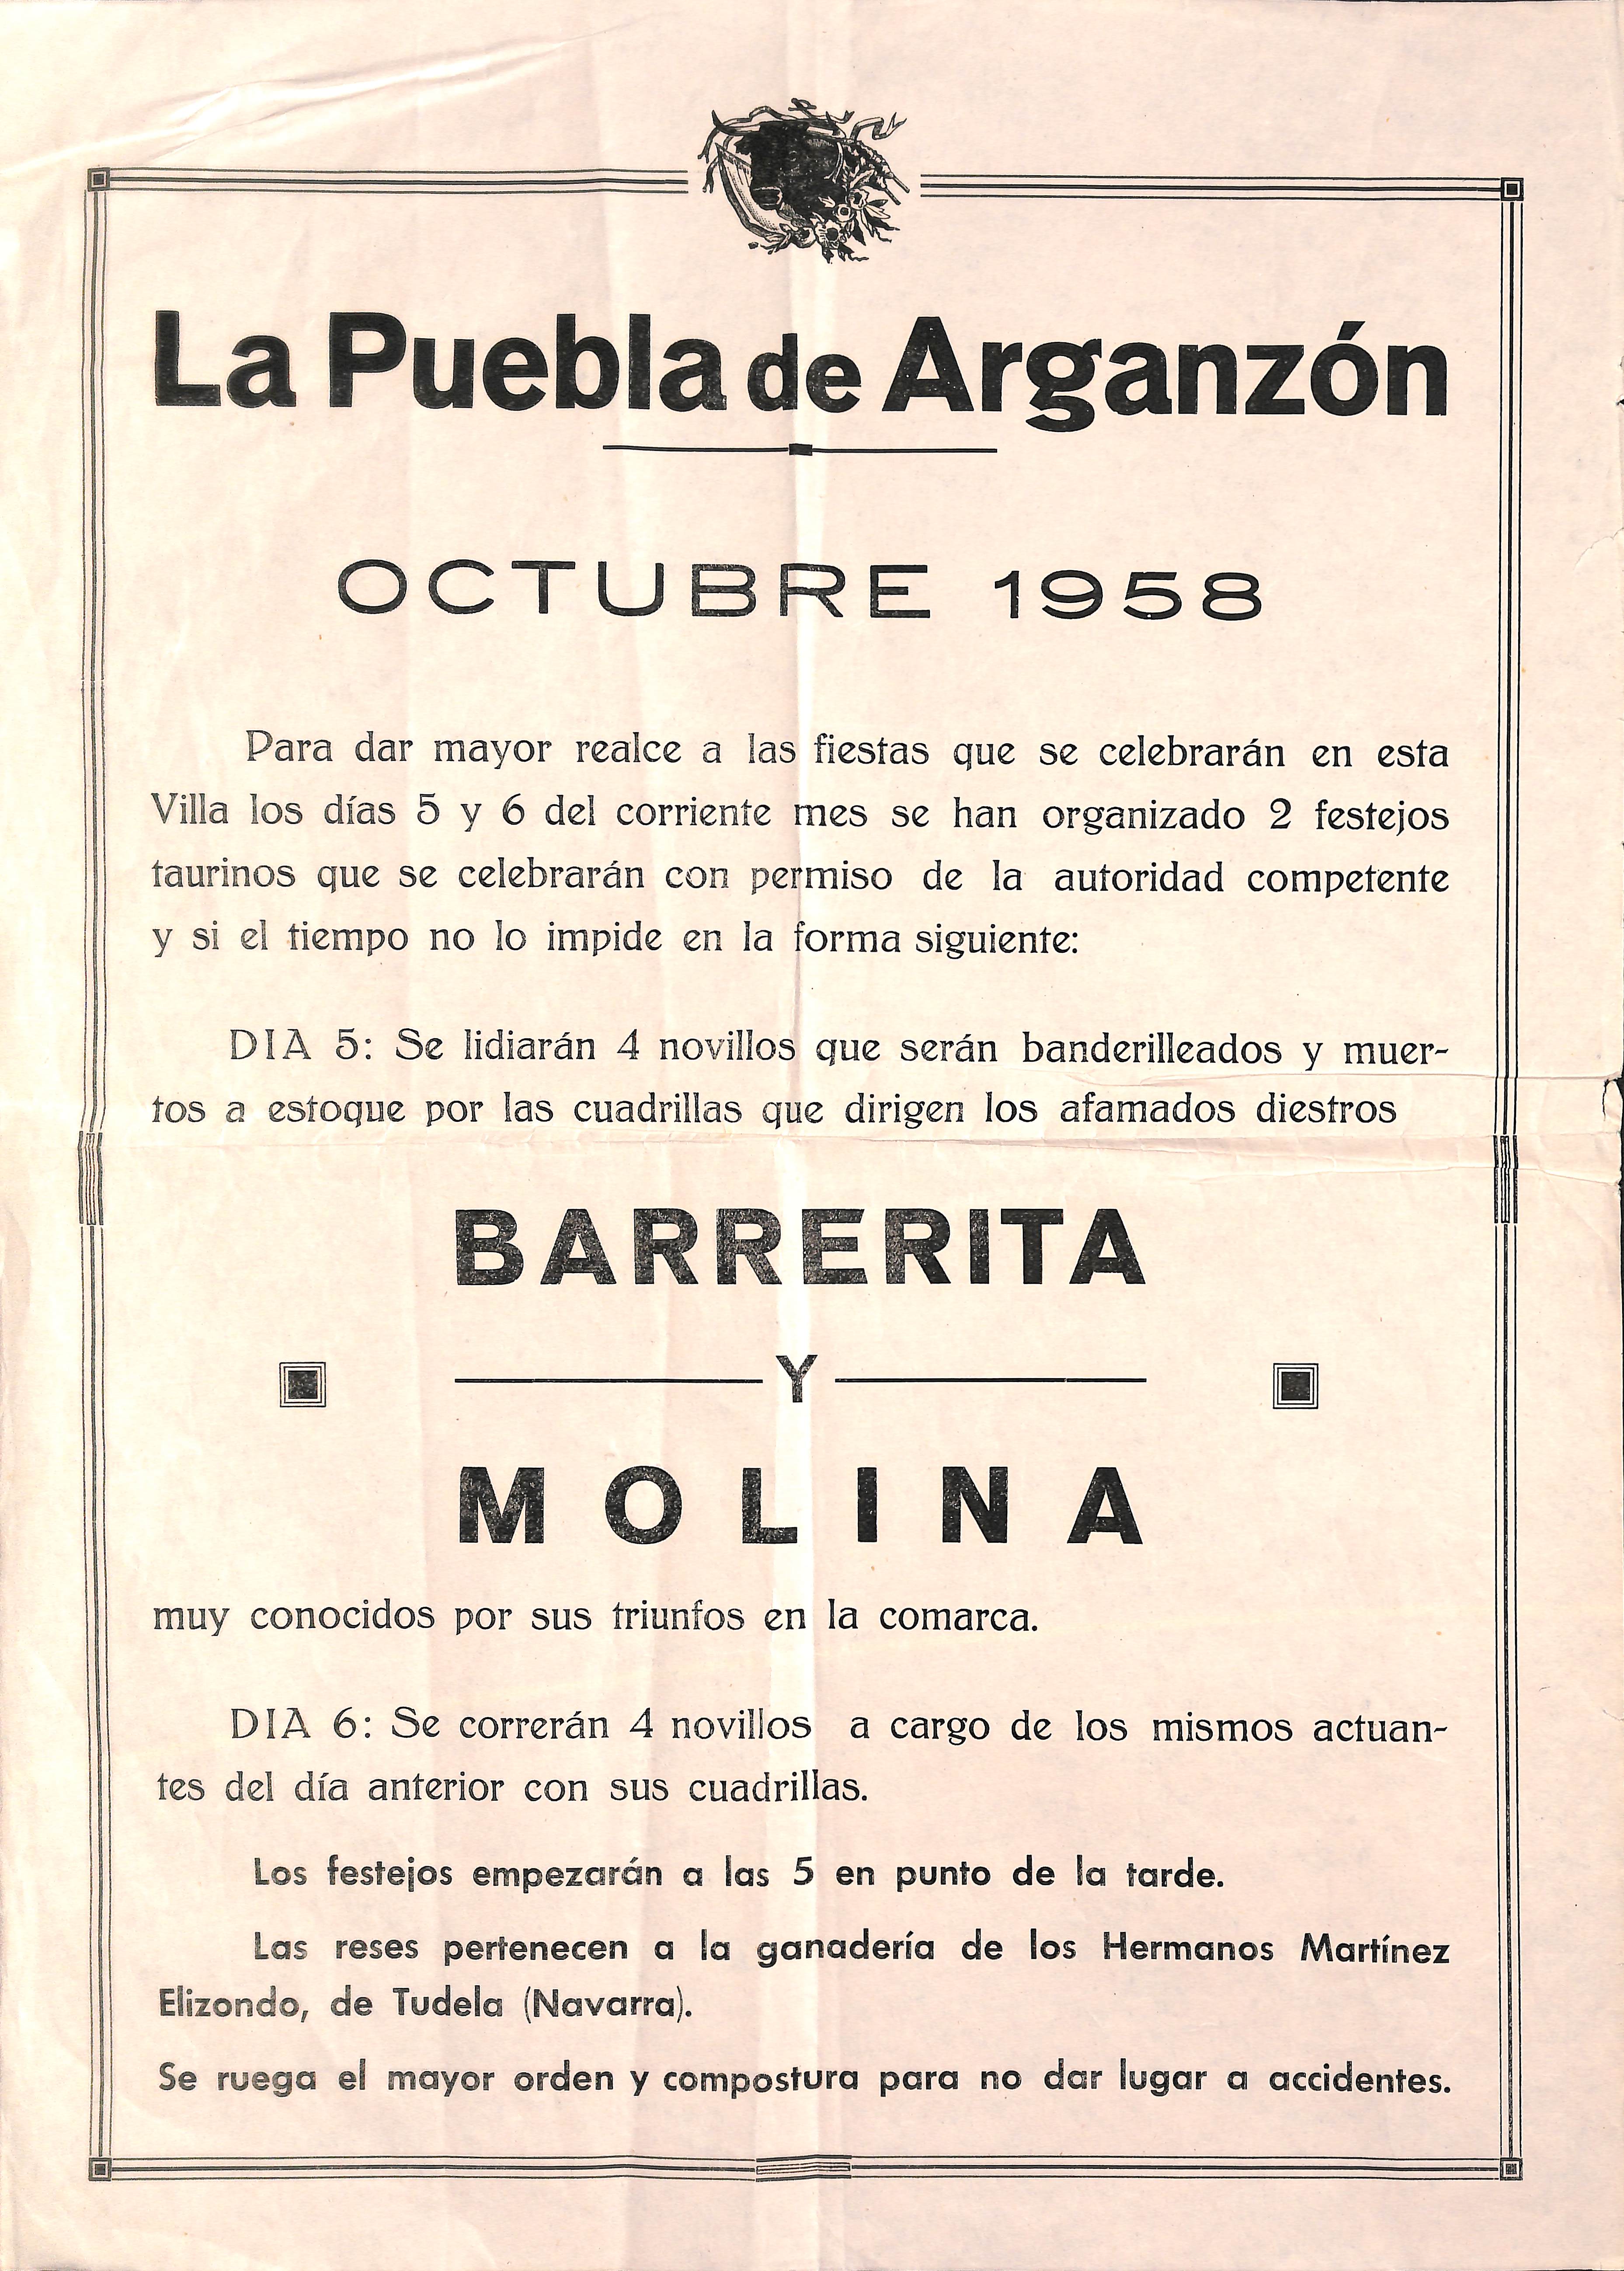 La Puebla de Arganzón
OCTUBRE 1958
Para dar mayor realce a las fiestas que se celebrarán en esta
Villa los días 5 y 6 del corriente mes se han organizado 2 festejos
taurinos que se celebrarán con permiso de la autoridad competente
y si el tiempo no lo impide en la forma siguiente:
DIA 5: Se lidiarán 4 novillos que serán banderilleados y muer-
tos a estoque por las cuadrillas que dirigen los afamados diestros
BARRERITA
Y
MOLINA
muy conocidos por sus triunfos en la comarca.
DIA 6: Se correrán 4 novillos a cargo de los mismos actuan-
tes del día anterior con sus cuadrillas.
Los festejos empezarán a las 5 en punto de la tarde.
Las reses pertenecen a la ganadería de los Hermanos Martínez
Elizondo, de Tudela (Navarra).
Se ruega el mayor orden y compostura para no dar lugar a accidentes.